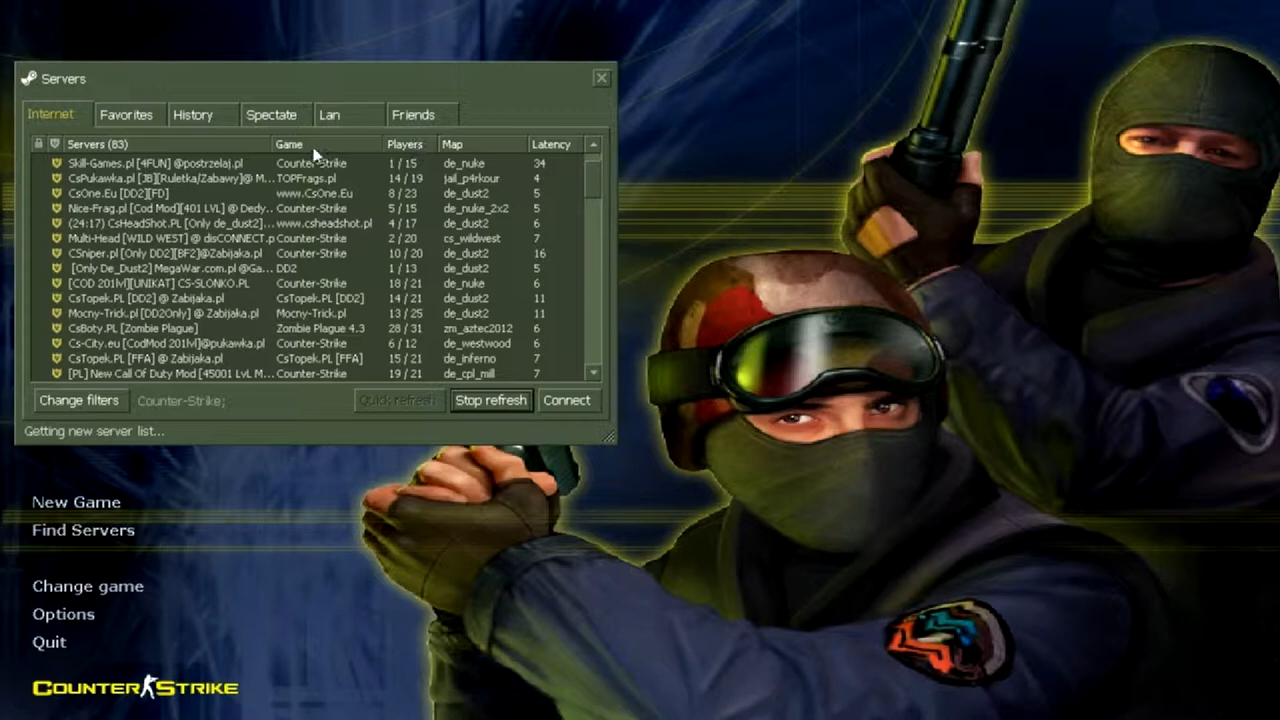 Servers
Internet Favorites History Spectate Lan Friends
Servers (83) Game Players Map Latency
Skill-Games.pl [4FUN] @postrzelaj.pl Counter-Strike 1 / 15 de_nuke 34
CsPukawka.pl [JB][Ruletka/Zabawy]@ M... TOPFrags.pl 14 / 19 jail_p4rkour 4
CsOne.Eu [DD2][FD] www.CsOne.Eu 8 / 23 de_dust2 5
Nice-Frag.pl [Cod Mod][401 LVL] @ Dedy... Counter-Strike 5 / 15 de_nuke_2x2 5
(24:17) CsHeadShot.PL [Only de_dust2]... www.csheadshot.pl 4 / 17 de_dust2 6
Multi-Head [WILD WEST] @ disCONNECT.p Counter-Strike 2 / 20 cs_wildwest 7
CSniper.pl [Only DD2][BF2]@Zabijaka.pl Counter-Strike 10 / 20 de_dust2 16
[Only De_Dust2] MegaWar.com.pl @Ga... DD2 1 / 13 de_dust2 5
[COD 201lvl][UNIKAT] CS-SLONKO.PL Counter-Strike 18 / 21 de_nuke 6
CsTopek.PL [DD2] @ Zabijaka.pl CsTopek.PL [DD2] 14 / 21 de_dust2 11
Mocny-Trick.pl [DD2Only] @ Zabijaka.pl Mocny-Trick.pl 13 / 25 de_dust2 11
CsBoty.PL [Zombie Plague] Zombie Plague 4.3 28 / 31 zm_aztec2012 6
Cs-City.eu [CodMod 201lvl]@pukawka.pl Counter-Strike 6 / 12 de_westwood 6
CsTopek.PL [FFA] @ Zabijaka.pl CsTopek.PL [FFA] 15 / 21 de_inferno 7
[PL] New Call Of Duty Mod [45001 LvL M... Counter-Strike 19 / 21 de_cpl_mill 7
Change filters Counter-Strike; Quick refresh Stop refresh Connect
Getting new server list...
New Game
Find Servers
Change game
Options
Quit
COUNTER STRIKE